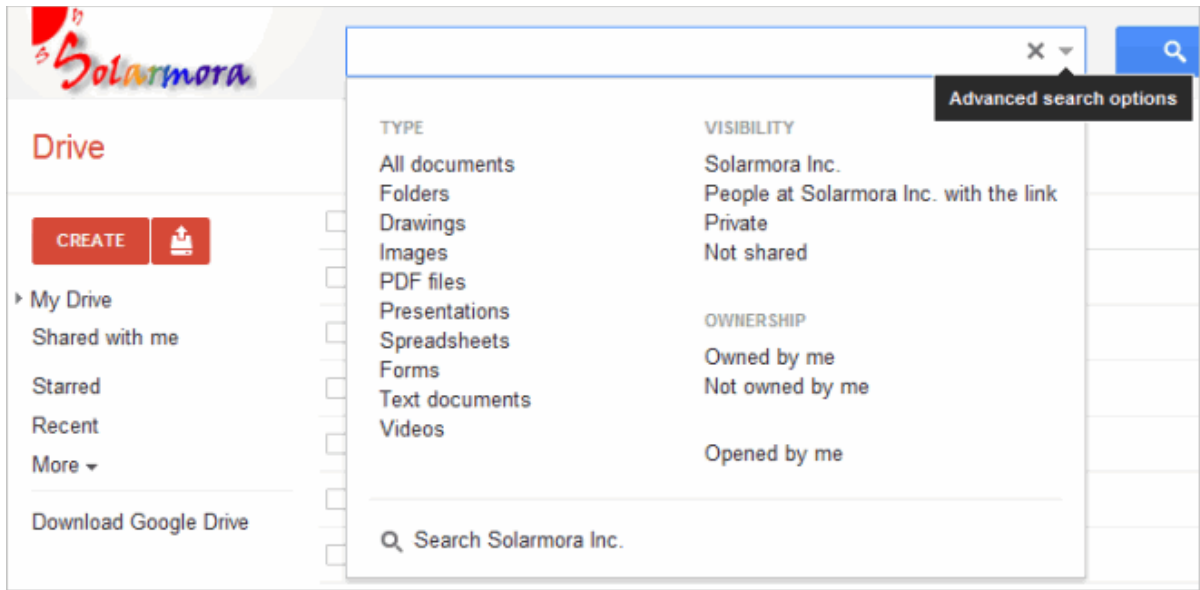 Solarmora
Advanced search options
Drive
CREATE
My Drive
Shared with me
Starred
Recent
More
Download Google Drive
TYPE
All documents
Folders
Drawings
Images
PDF files
Presentations
Spreadsheets
Forms
Text documents
Videos
VISIBILITY
Solarmora Inc.
People at Solarmora Inc. with the link
Private
Not shared
OWNERSHIP
Owned by me
Not owned by me
Opened by me
Search Solarmora Inc.